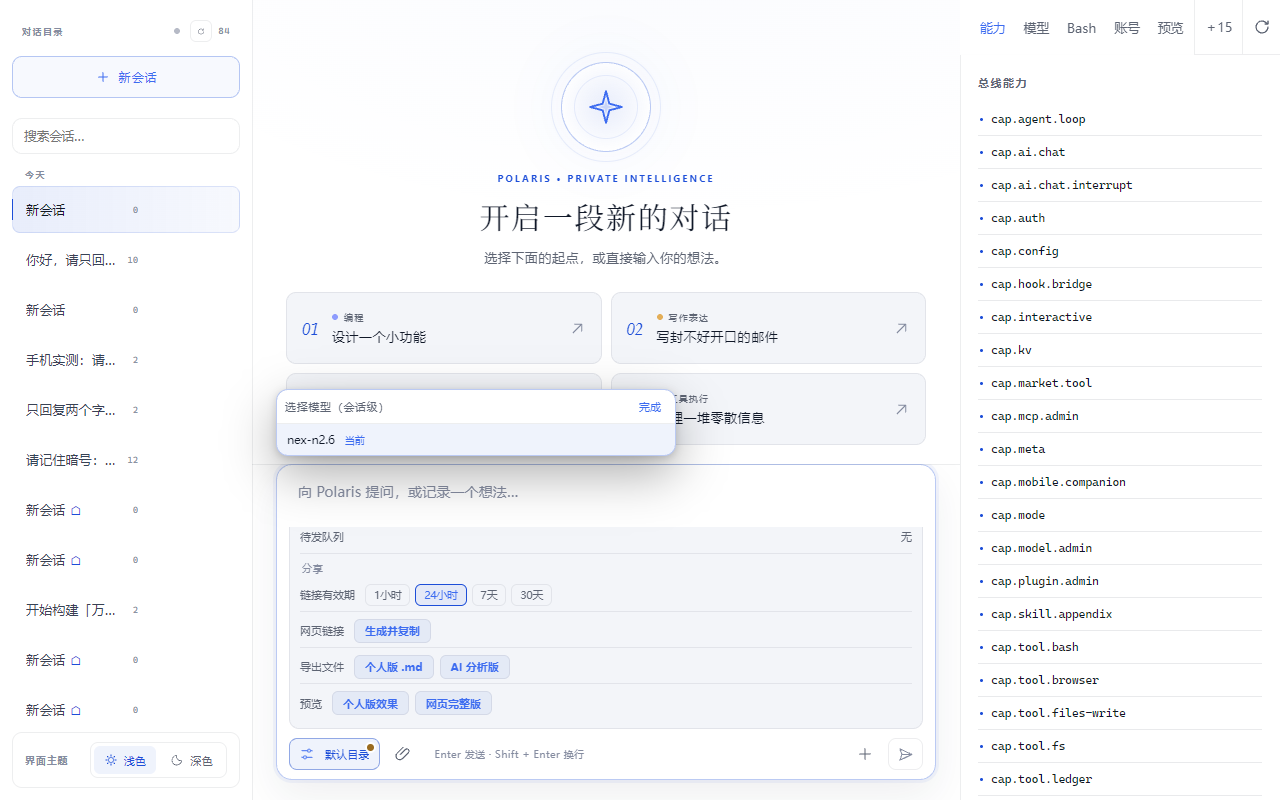 对话目录
84
+ 新会话
搜索会话...
今天
新会话 0
你好，请只回... 10
新会话 0
手机实测：请... 2
只回复两个字... 2
请记住暗号：... 12
新会话 0
新会话 0
开始构建「万... 2
新会话 0
新会话 0
界面主题
浅色
深色
POLARIS • PRIVATE INTELLIGENCE
开启一段新的对话
选择下面的起点，或直接输入你的想法。
01
编程
设计一个小功能
02
写作表达
写封不好开口的邮件
具执行
一堆零散信息
选择模型（会话级）
完成
nex-n2.6 当前
向 Polaris 提问，或记录一个想法...
待发队列
无
分享
链接有效期 1小时 24小时 7天 30天
网页链接 生成并复制
导出文件 个人版 .md AI 分析版
预览 个人版效果 网页完整版
默认目录
Enter 发送 · Shift + Enter 换行
能力 模型 Bash 账号 预览 +15
总线能力
• cap.agent.loop
• cap.ai.chat
• cap.ai.chat.interrupt
• cap.auth
• cap.config
• cap.hook.bridge
• cap.interactive
• cap.kv
• cap.market.tool
• cap.mcp.admin
• cap.meta
• cap.mobile.companion
• cap.mode
• cap.model.admin
• cap.plugin.admin
• cap.skill.appendix
• cap.tool.bash
• cap.tool.browser
• cap.tool.files-write
• cap.tool.fs
• cap.tool.ledger